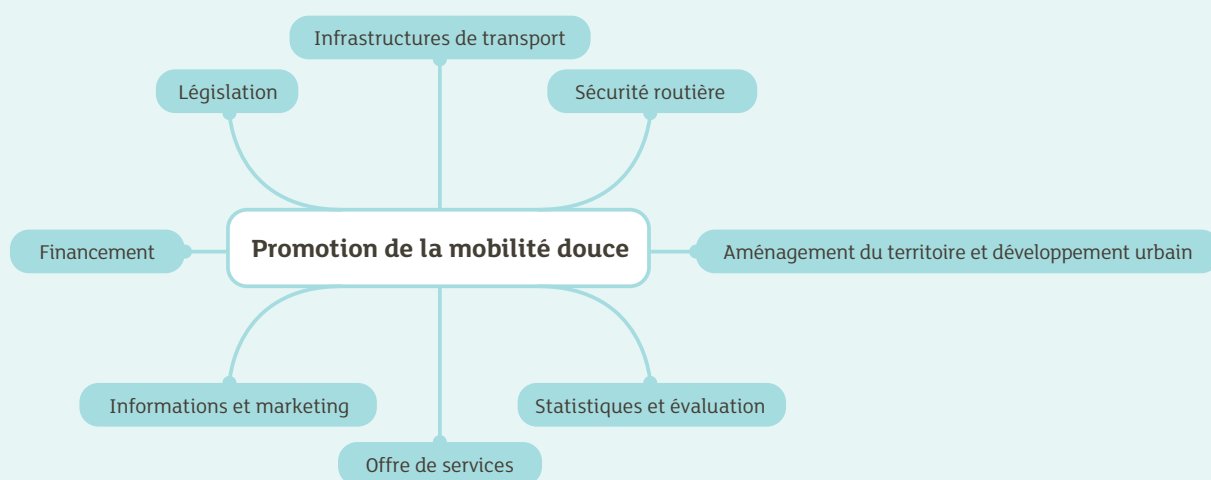 Infrastructures de transport
Législation
Sécurité routière
Financement
Promotion de la mobilité douce
Aménagement du territoire et développement urbain
Informations et marketing
Statistiques et évaluation
Offre de services